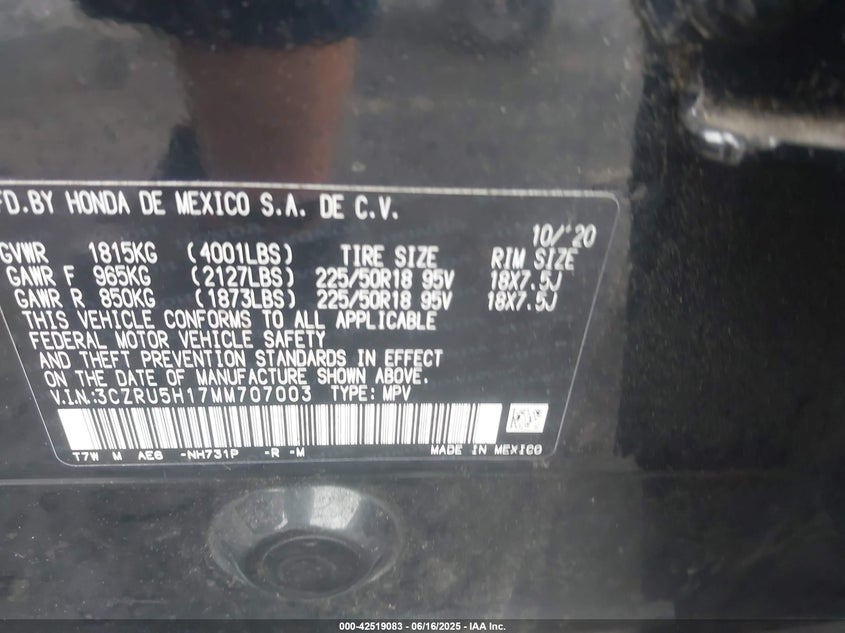 FD.BY HONDA DE MEXICO S.A. DE C.V.
10/'20
GVWR 1815KG (4001LBS) TIRE SIZE RIM SIZE
GAWR F 965KG (2127LBS) 225/50R18 95V 18X7.5J
GAWR R 850KG (1873LBS) 225/50R18 95V 18X7.5J
THIS VEHICLE CONFORMS TO ALL APPLICABLE
FEDERAL MOTOR VEHICLE SAFETY
AND THEFT PREVENTION STANDARDS IN EFFECT
ON THE DATE OF MANUFACTURE SHOWN ABOVE.
V.I.N.:3CZRU5H17MM707003 TYPE: MPV
T7W M AE6 -NH731P -R -M MADE IN MEXICO
000-42519083 - 06/16/2025 - IAA Inc.